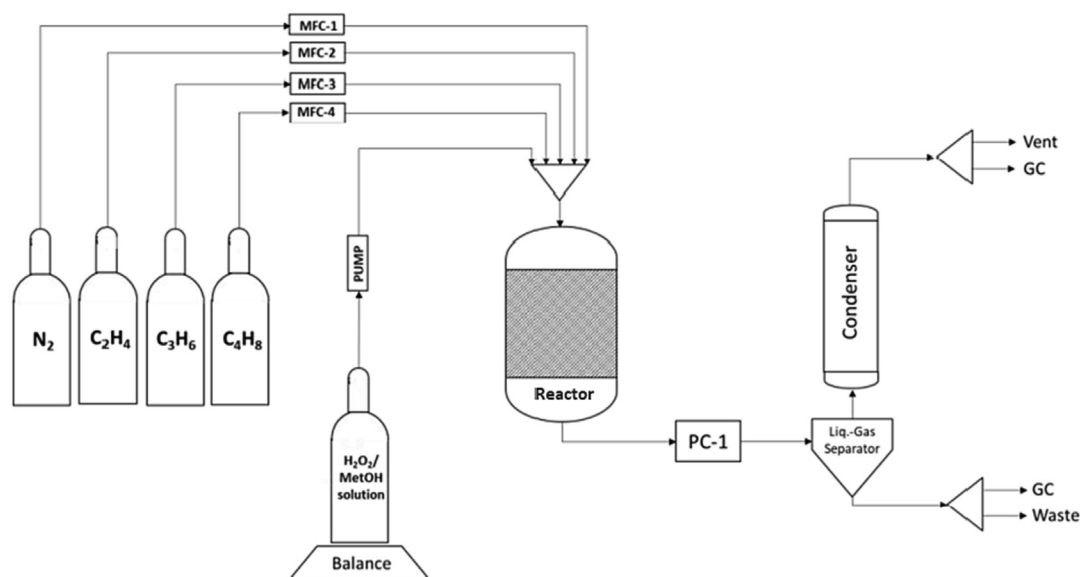 MFC-1
MFC-2
MFC-3
MFC-4
N₂
C₂H₄
C₃H₆
C₄H₈
PUMP
H₂O₂/
MetOH
solution
Balance
Reactor
PC-1
Liq.-Gas
Separator
Condenser
Vent
GC
GC
Waste